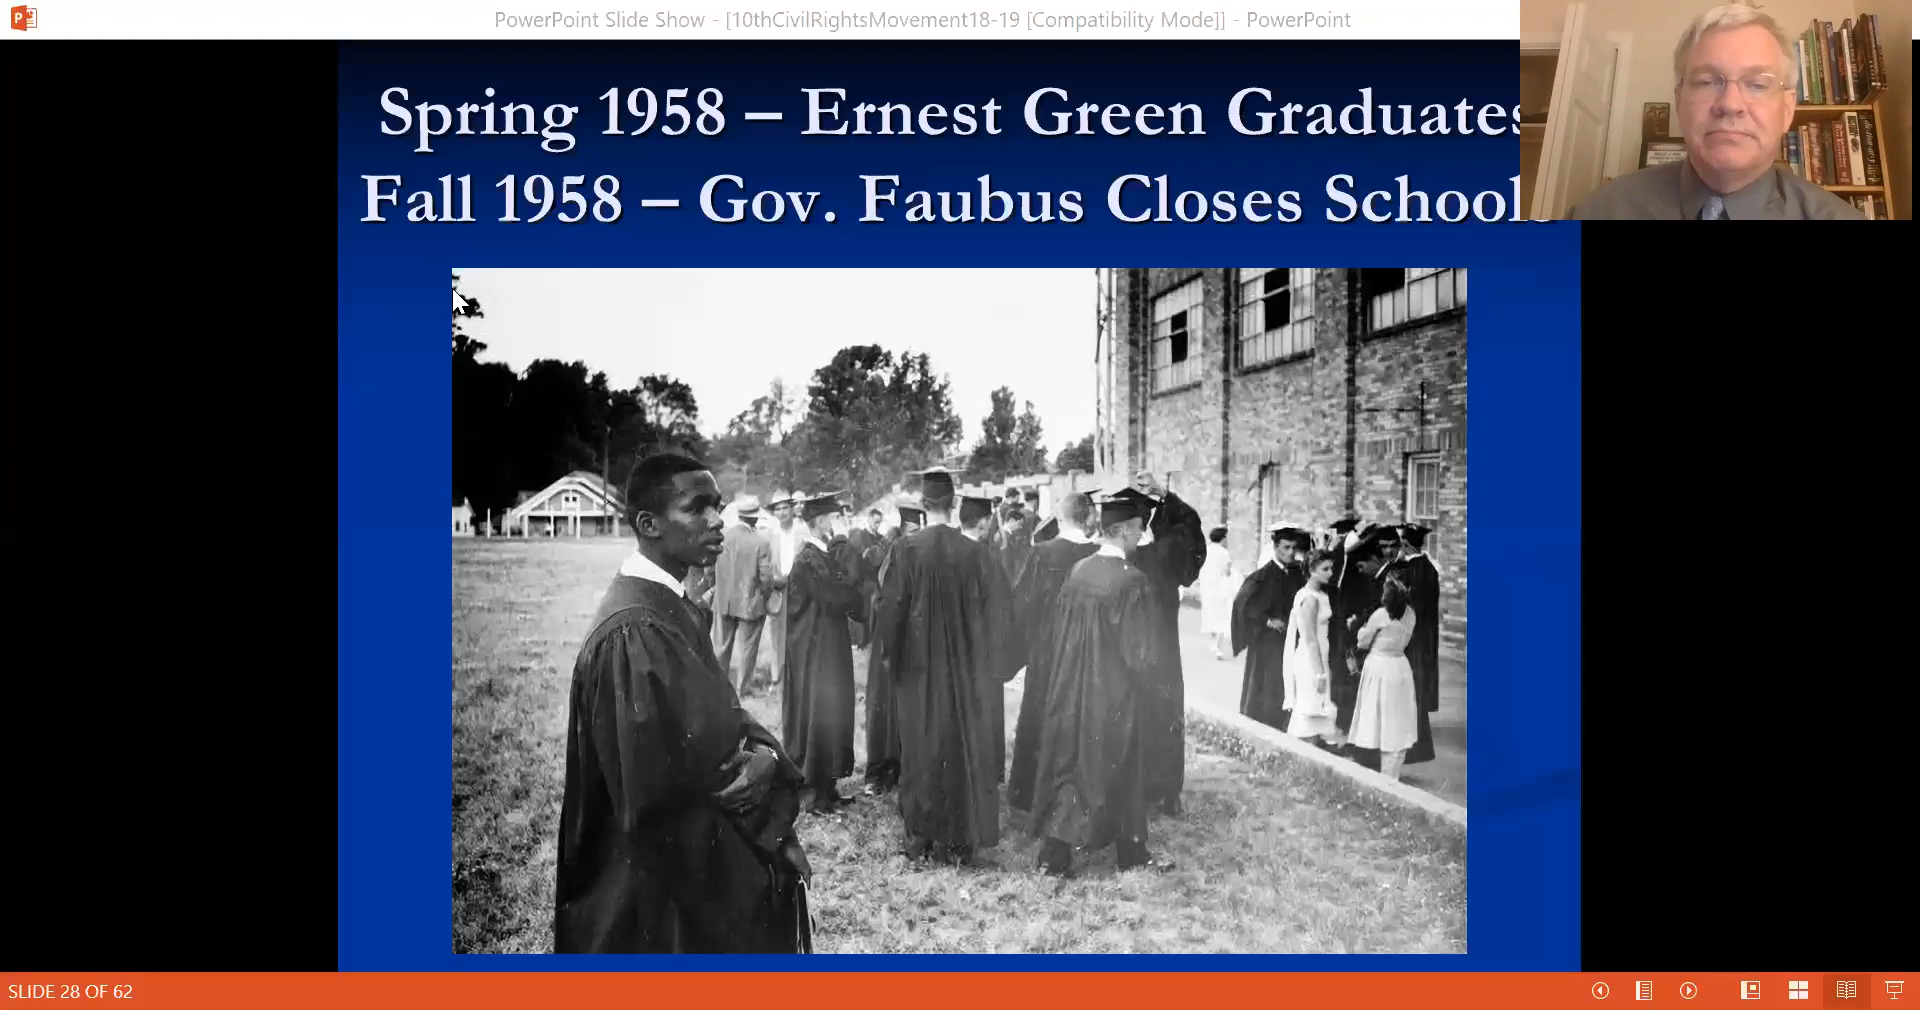 PowerPoint Slide Show - [10thCivilRightsMovement18-19 [Compatibility Mode]] - PowerPoint
Spring 1958 – Ernest Green Graduates
Fall 1958 – Gov. Faubus Closes Schools
SLIDE 28 OF 62